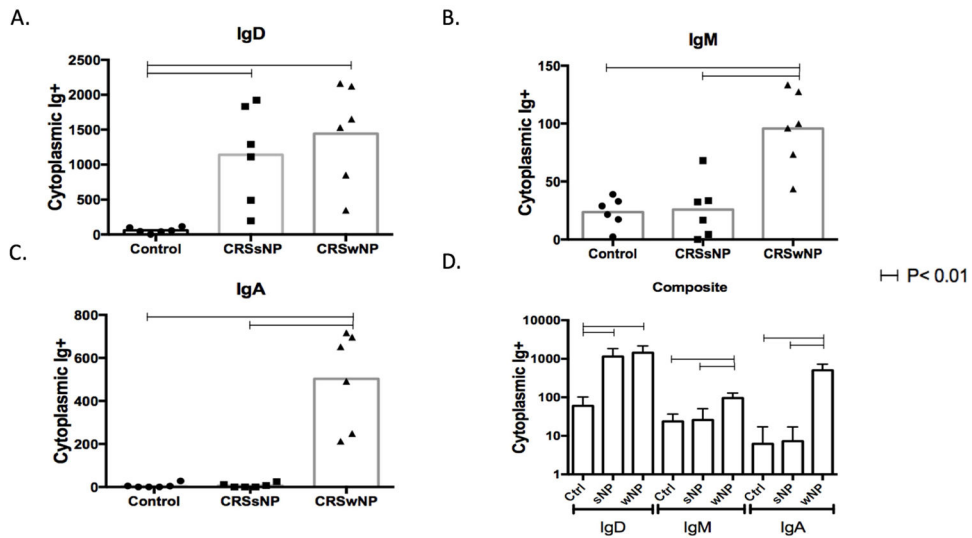 A.
IgD
Cytoplasmic Ig+
2500
2000
1500
1000
500
0
Control CRSsNP CRSwNP
B.
IgM
Cytoplasmic Ig+
150
100
50
0
Control CRSsNP CRSwNP
C.
IgA
Cytoplasmic Ig+
800
600
400
200
0
Control CRSsNP CRSwNP
D.
Composite
Cytoplasmic Ig+
10000
1000
100
10
1
Ctrl sNP wNP Ctrl sNP wNP Ctrl sNP wNP
IgD IgM IgA
P< 0.01